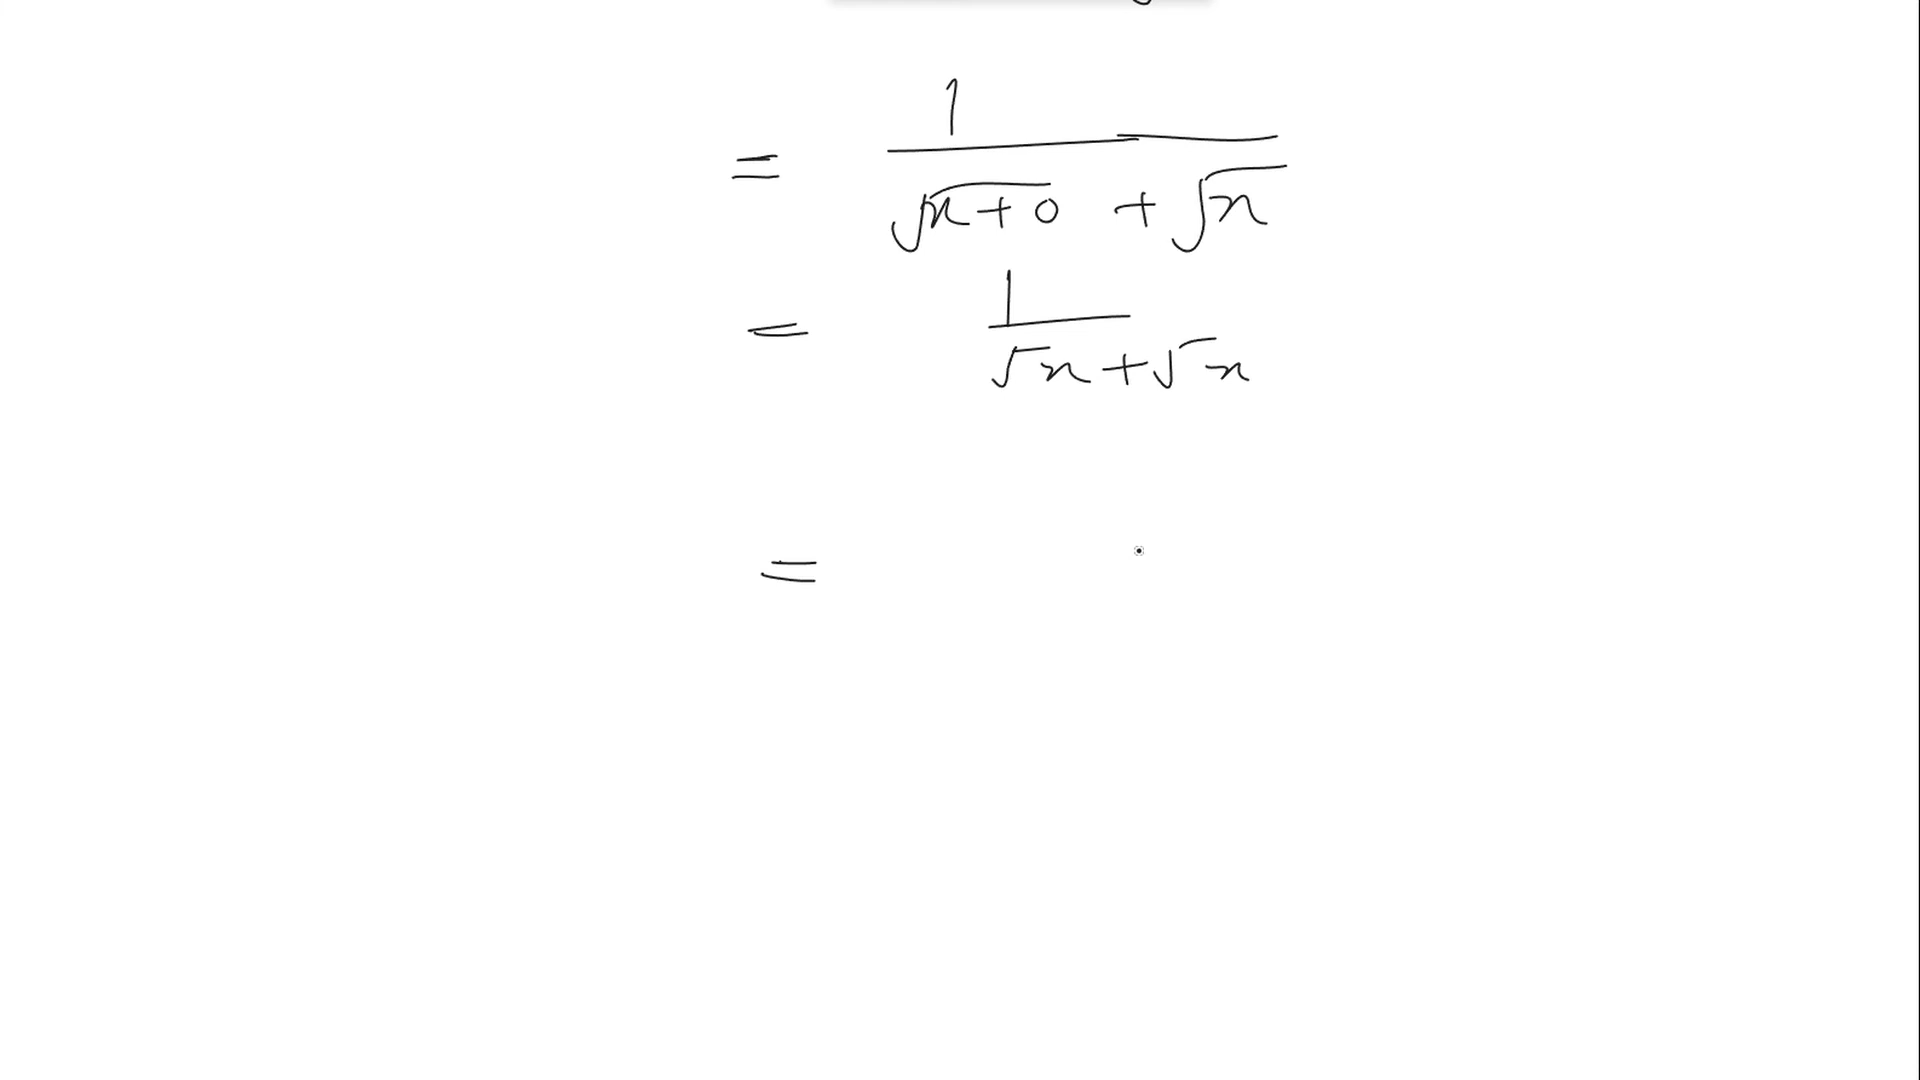 = 1/(√(x+0) + √x)
= 1/(√x + √x)
=